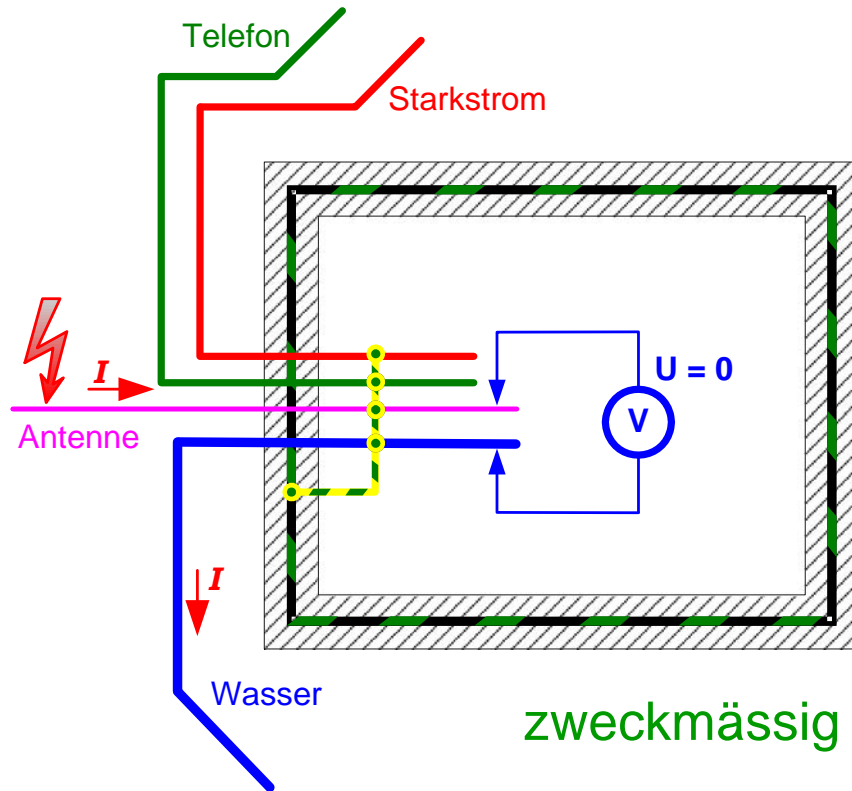 Telefon
Starkstrom
I
U = 0
V
Antenne
I
Wasser
zweckmässig